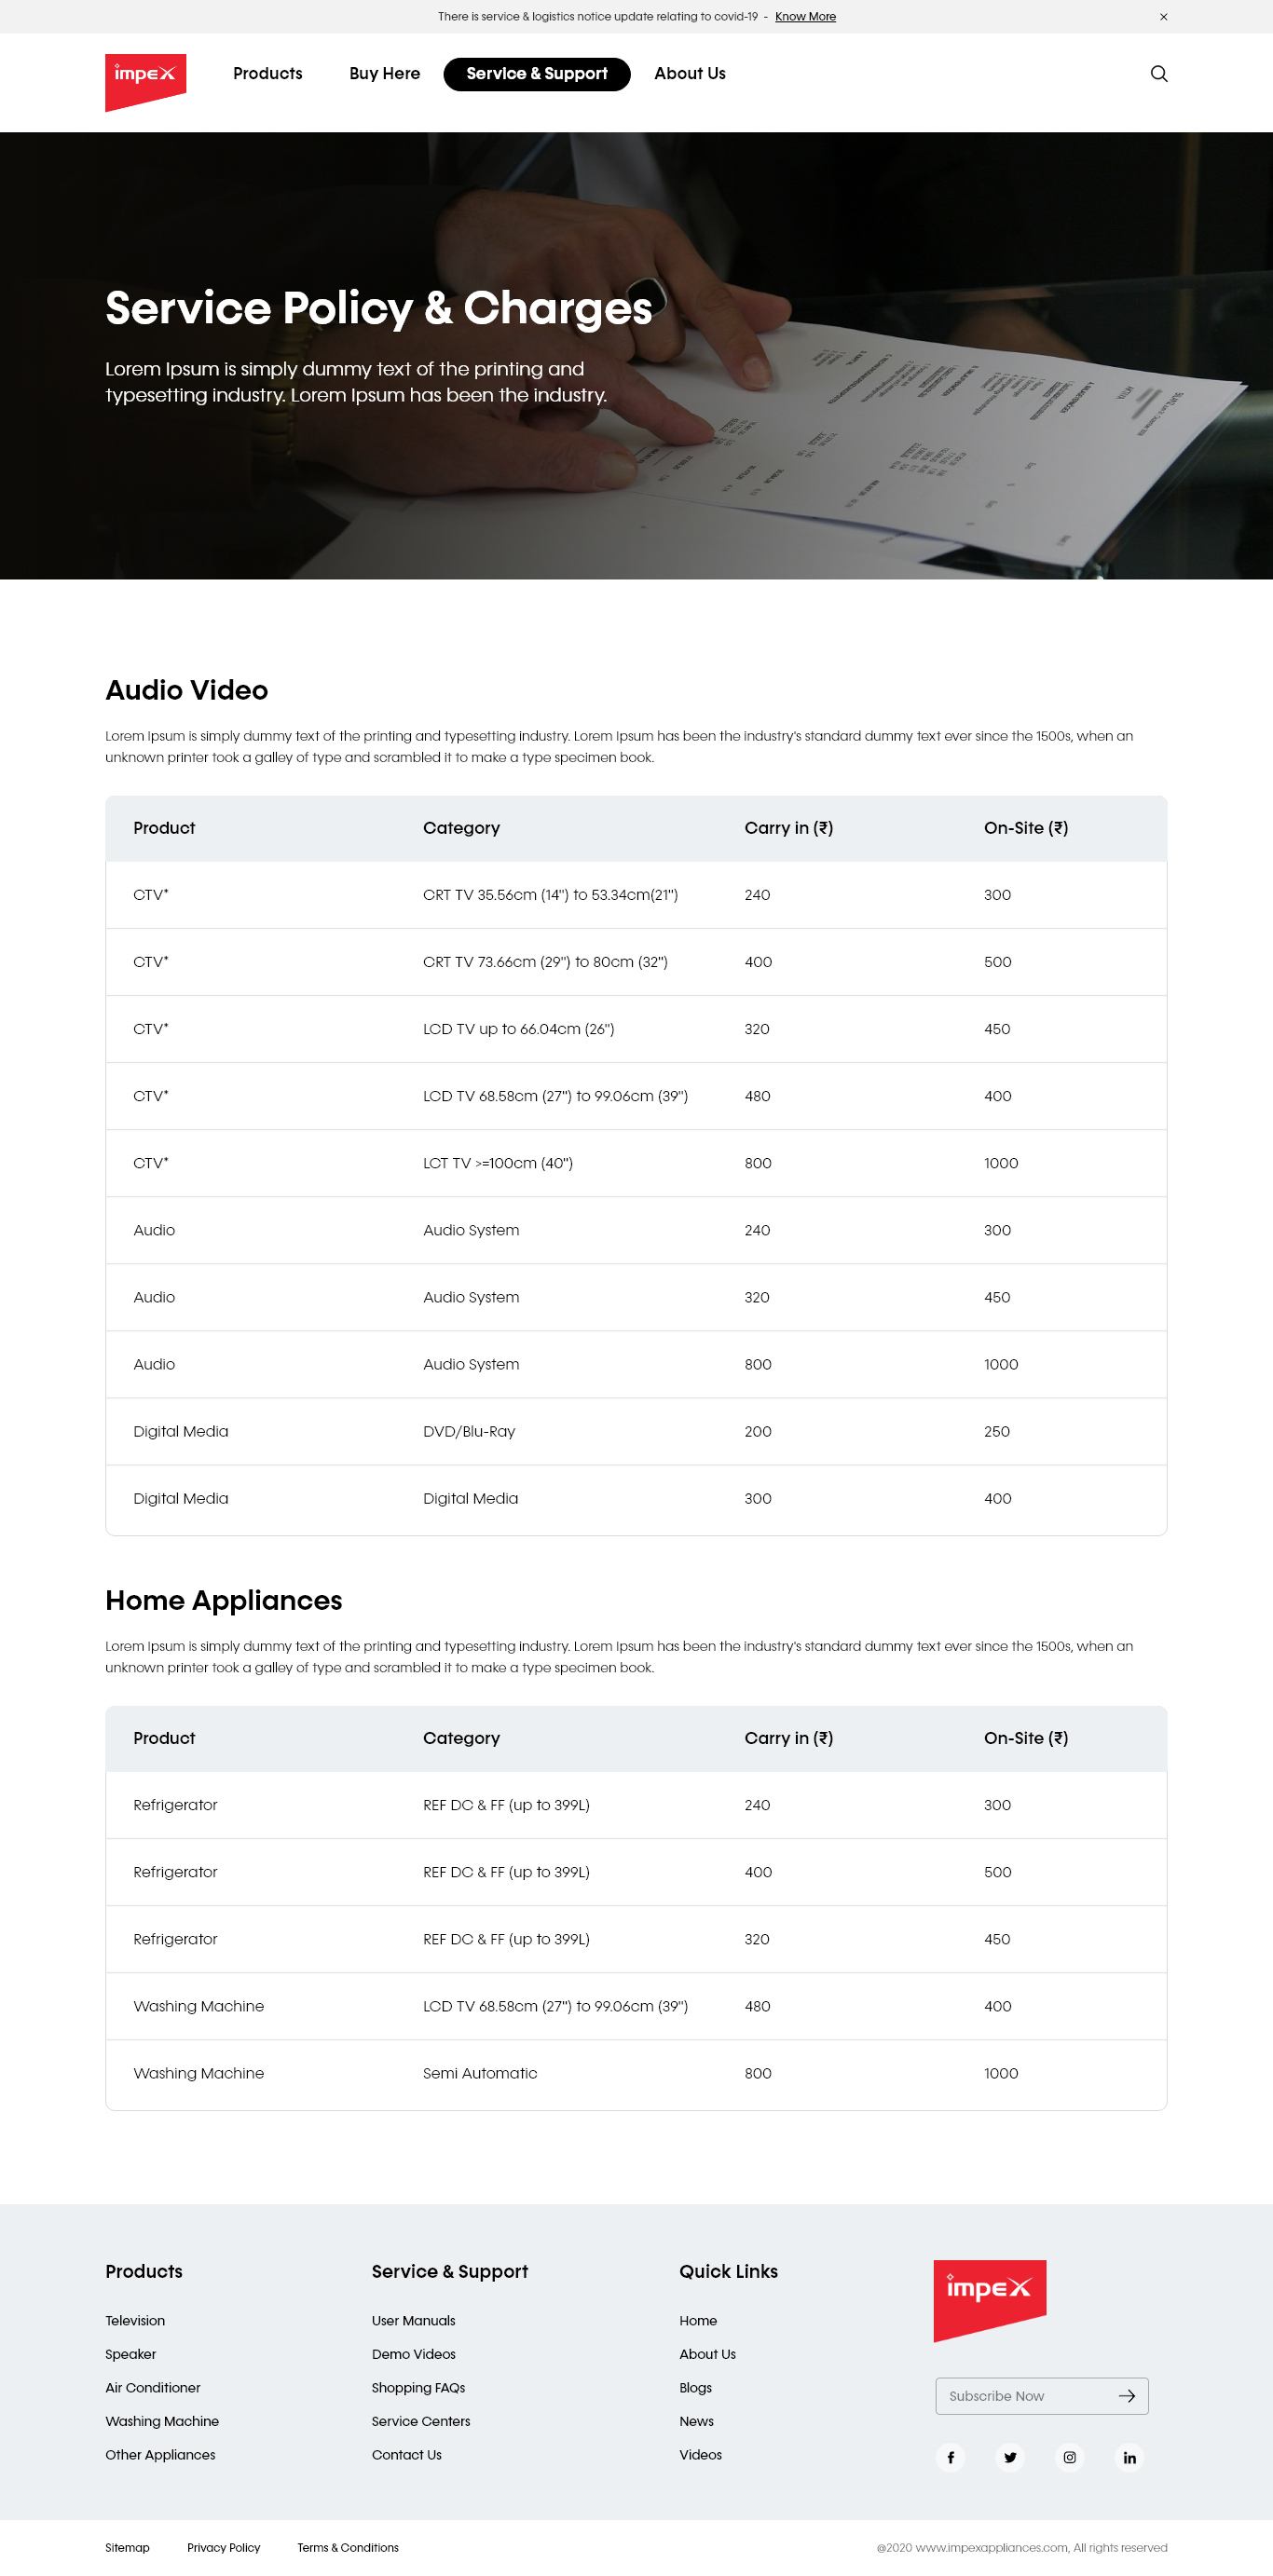 There is service & logistics notice update relating to covid-19 - Know More ×
impex Products Buy Here Service & Support About Us
Service Policy & Charges
Lorem Ipsum is simply dummy text of the printing and
typesetting industry. Lorem Ipsum has been the industry.
Audio Video
Lorem Ipsum is simply dummy text of the printing and typesetting industry. Lorem Ipsum has been the industry's standard dummy text ever since the 1500s, when an
unknown printer took a galley of type and scrambled it to make a type specimen book.
Product Category Carry in (₹) On-Site (₹)
CTV* CRT TV 35.56cm (14") to 53.34cm(21") 240 300
CTV* CRT TV 73.66cm (29") to 80cm (32") 400 500
CTV* LCD TV up to 66.04cm (26") 320 450
CTV* LCD TV 68.58cm (27") to 99.06cm (39") 480 400
CTV* LCT TV >=100cm (40") 800 1000
Audio Audio System 240 300
Audio Audio System 320 450
Audio Audio System 800 1000
Digital Media DVD/Blu-Ray 200 250
Digital Media Digital Media 300 400
Home Appliances
Lorem Ipsum is simply dummy text of the printing and typesetting industry. Lorem Ipsum has been the industry's standard dummy text ever since the 1500s, when an
unknown printer took a galley of type and scrambled it to make a type specimen book.
Product Category Carry in (₹) On-Site (₹)
Refrigerator REF DC & FF (up to 399L) 240 300
Refrigerator REF DC & FF (up to 399L) 400 500
Refrigerator REF DC & FF (up to 399L) 320 450
Washing Machine LCD TV 68.58cm (27") to 99.06cm (39") 480 400
Washing Machine Semi Automatic 800 1000
Products
Television
Speaker
Air Conditioner
Washing Machine
Other Appliances
Service & Support
User Manuals
Demo Videos
Shopping FAQs
Service Centers
Contact Us
Quick Links
Home
About Us
Blogs
News
Videos
impex
Subscribe Now
Sitemap Privacy Policy Terms & Conditions @2020 www.impexappliances.com, All rights reserved